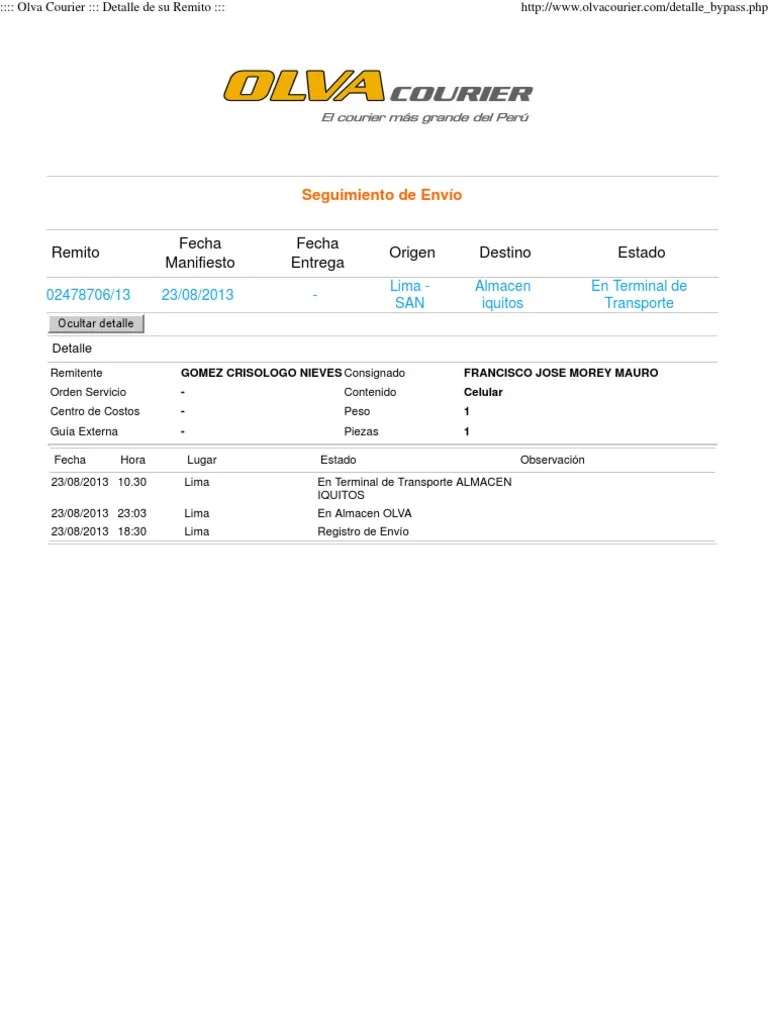 :::: Olva Courier ::: Detalle de su Remito ::: http://www.olvacourier.com/detalle_bypass.php
OLVA COURIER
El courier más grande del Perú
Seguimiento de Envío
Remito Fecha Manifiesto Fecha Entrega Origen Destino Estado
02478706/13 23/08/2013 - Lima - SAN Almacen iquitos En Terminal de Transporte
Ocultar detalle
Detalle
Remitente GOMEZ CRISOLOGO NIEVES Consignado FRANCISCO JOSE MOREY MAURO
Orden Servicio - Contenido Celular
Centro de Costos - Peso 1
Guía Externa - Piezas 1
Fecha Hora Lugar Estado Observación
23/08/2013 10.30 Lima En Terminal de Transporte ALMACEN
IQUITOS
23/08/2013 23:03 Lima En Almacen OLVA
23/08/2013 18:30 Lima Registro de Envío